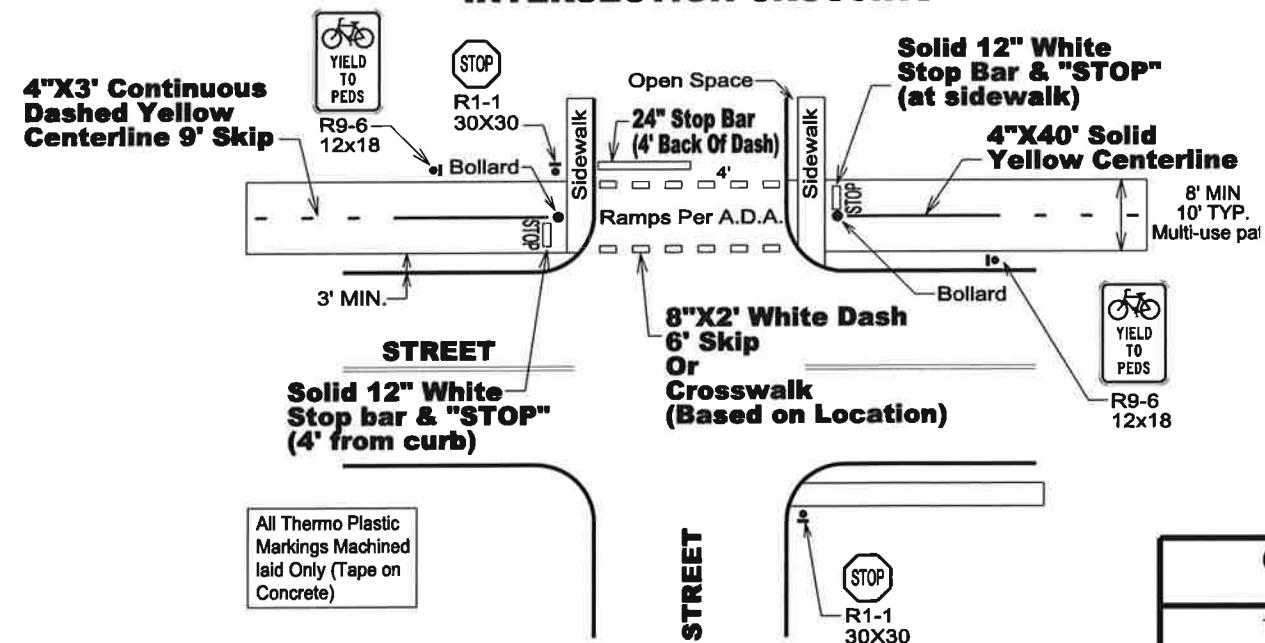 YIELD
TO
PEDS
R9-6
12x18
STOP
R1-1
30X30
4"X3' Continuous
Dashed Yellow
Centerline 9' Skip
Bollard
Sidewalk
Open Space
24" Stop Bar
(4' Back Of Dash)
4'
Sidewalk
Solid 12" White
Stop Bar & "STOP"
(at sidewalk)
4"X40' Solid
Yellow Centerline
8' MIN
10' TYP.
Multi-use
STOP
Ramps Per A.D.A.
STOP
3' MIN.
Bollard
YIELD
TO
PEDS
R9-6
12x18
8"X2' White Dash
6' Skip
Or
Crosswalk
(Based on Location)
STREET
Solid 12" White
Stop bar & "STOP"
(4' from curb)
All Thermo Plastic
Markings Machined
laid Only (Tape on
Concrete)
STREET
STOP
R1-1
30X30